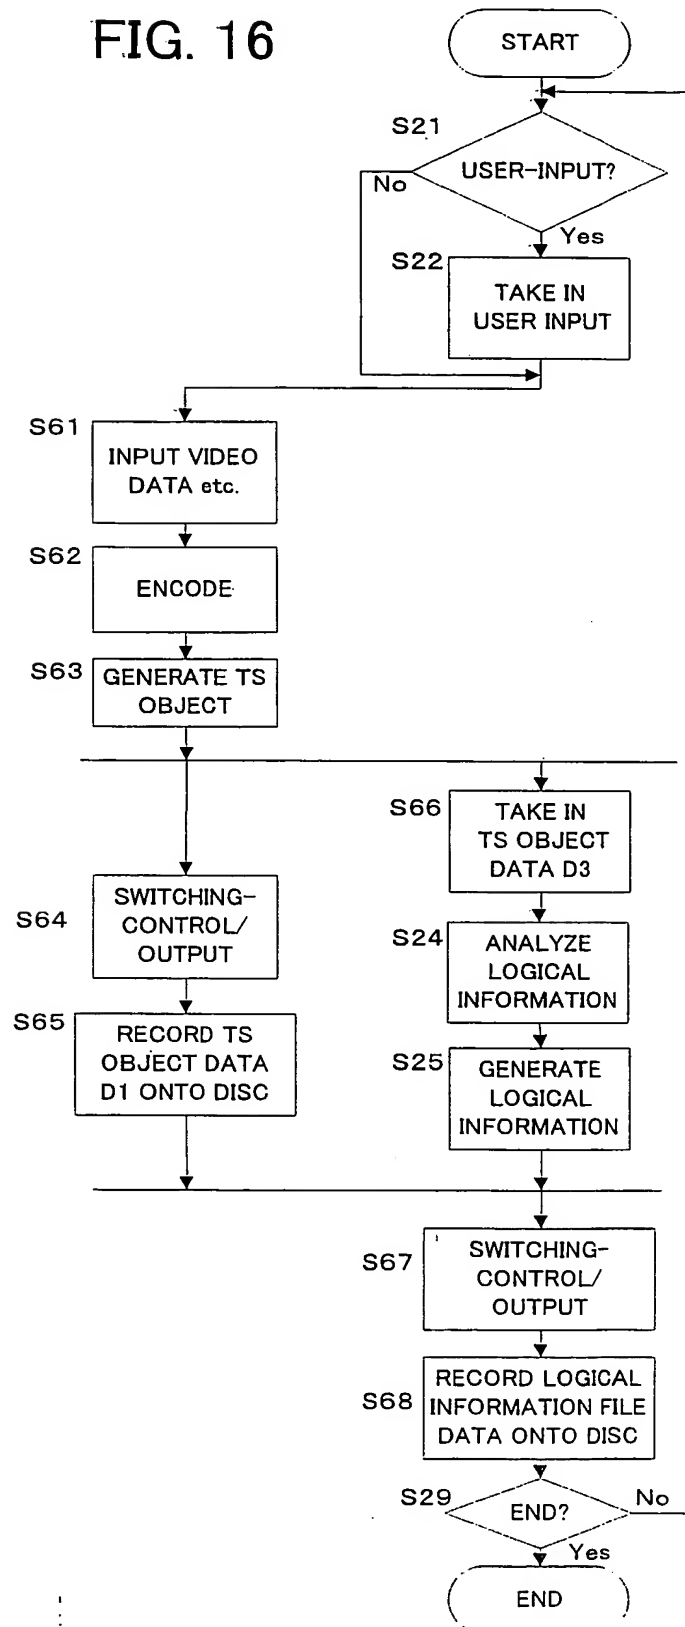 FIG. 16
START
S21
USER-INPUT?
No
Yes
S22
TAKE IN
USER INPUT
S61
INPUT VIDEO
DATA etc.
S62
ENCODE
S63
GENERATE TS
OBJECT
S66
TAKE IN
TS OBJECT
DATA D3
S64
SWITCHING-
CONTROL/
OUTPUT
S24
ANALYZE
LOGICAL
INFORMATION
S65
RECORD TS
OBJECT DATA
D1 ONTO DISC
S25
GENERATE
LOGICAL
INFORMATION
S67
SWITCHING-
CONTROL/
OUTPUT
S68
RECORD LOGICAL
INFORMATION FILE
DATA ONTO DISC
S29
END?
No
Yes
END